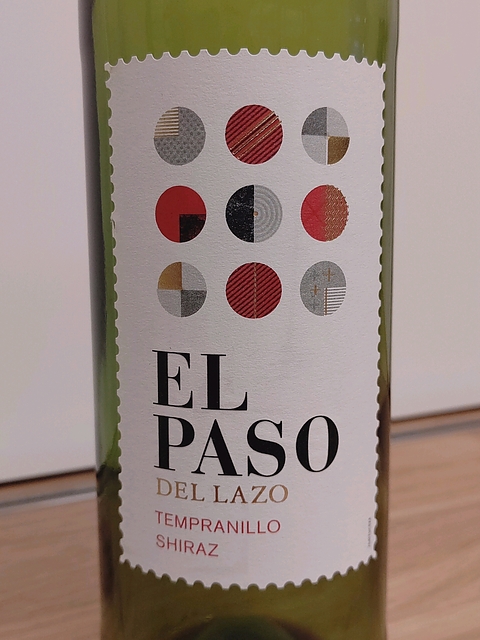 EL
PASO
DEL LAZO
TEMPRANILLO
SHIRAZ